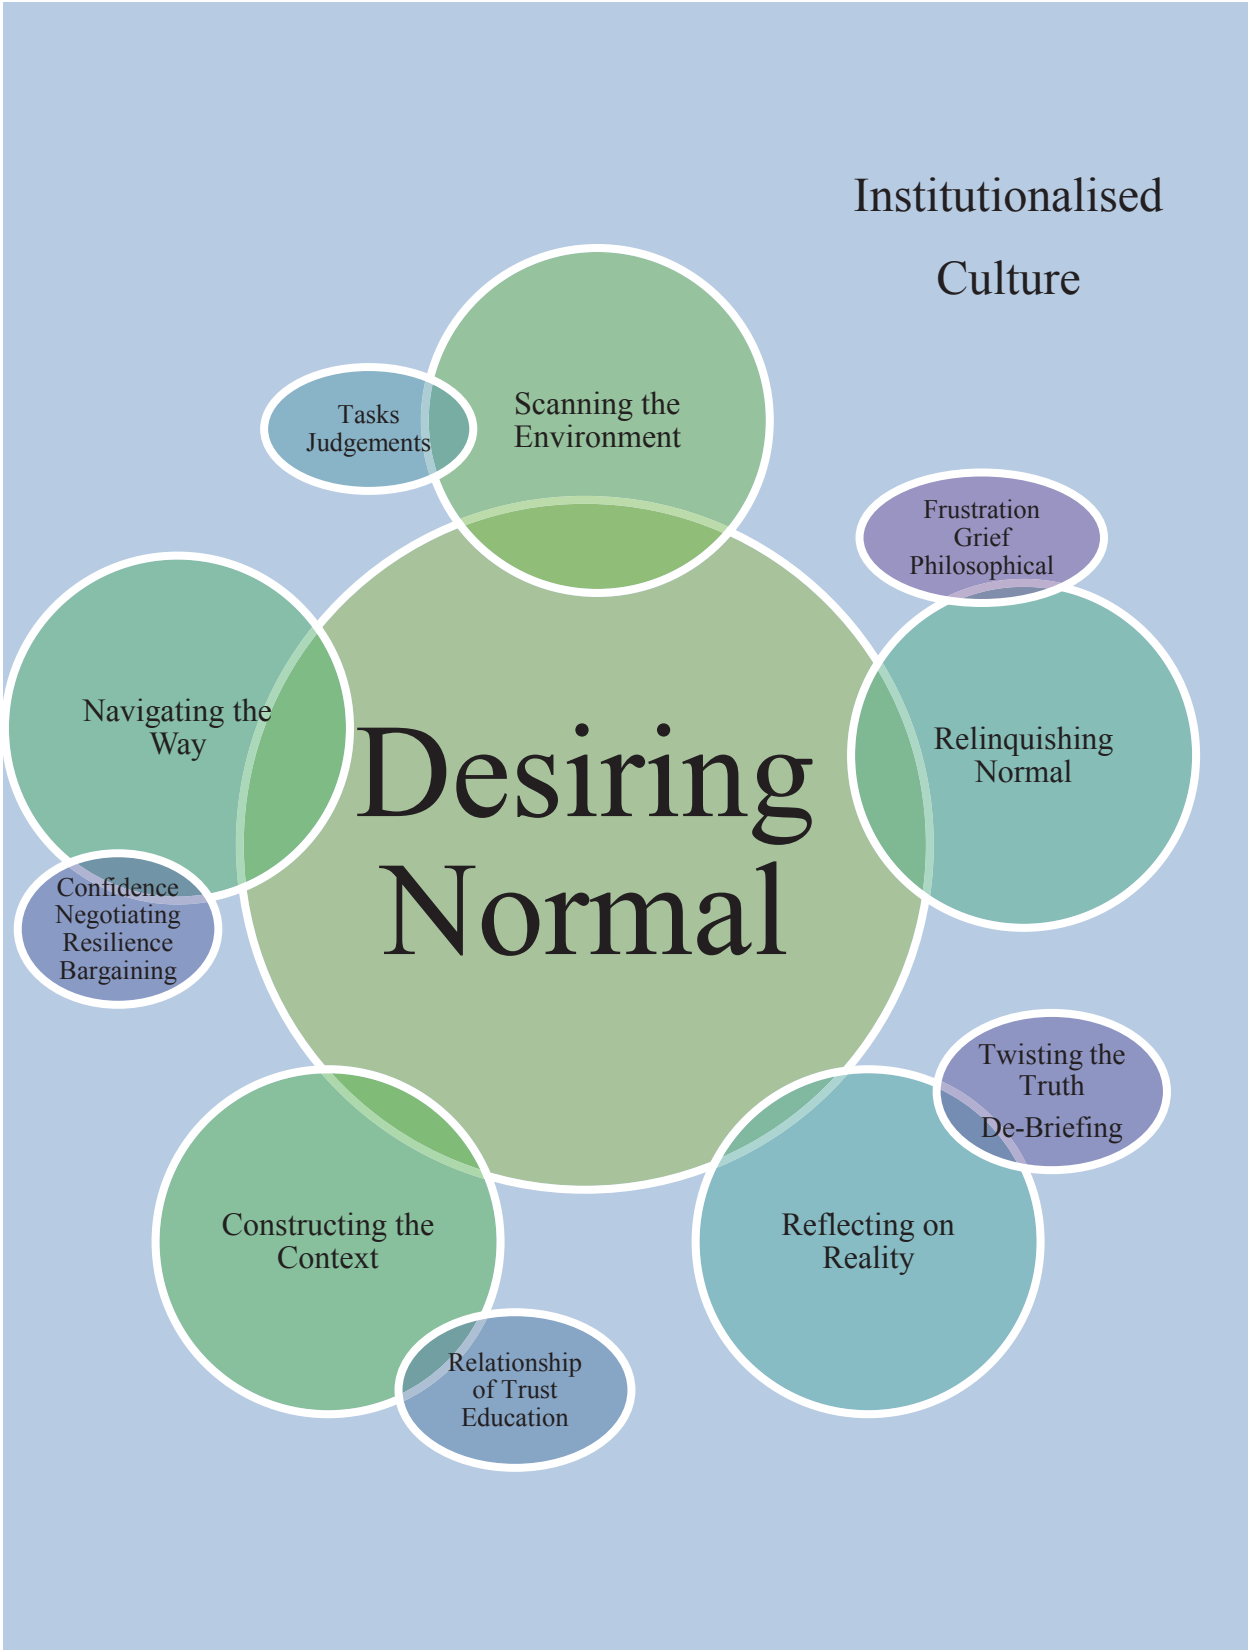 Institutionalised
Culture
Scanning the
Environment
Tasks
Judgements
Frustration
Grief
Philosophical
Relinquishing
Normal
Navigating the
Way
Confidence
Negotiating
Resilience
Bargaining
Desiring
Normal
Twisting the
Truth
De-Briefing
Reflecting on
Reality
Constructing the
Context
Relationship
of Trust
Education